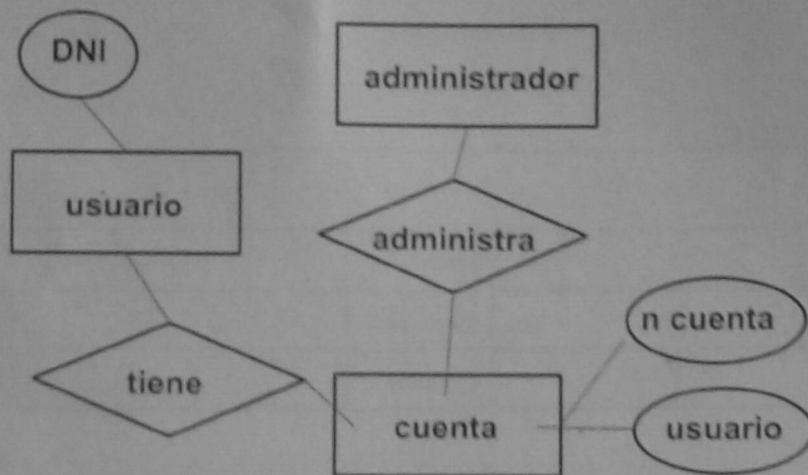 DNI
administrador
usuario
administra
n cuenta
tiene
cuenta
usuario